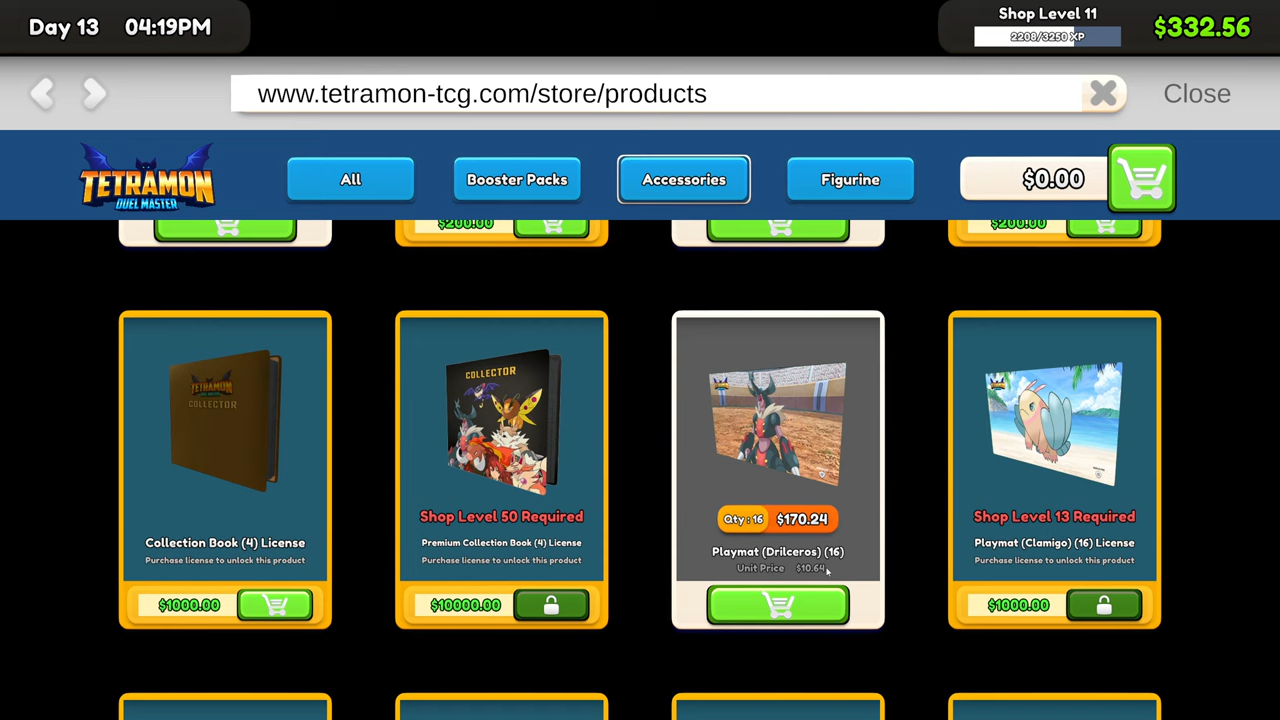 Day 13 04:19PM
Shop Level 11
2208/3250 XP
$332.56
www.tetramon-tcg.com/store/products
Close
TETRAMON
DUEL MASTER
All
Booster Packs
Accessories
Figurine
$0.00
$200.00
$200.00
TETRAMON
COLLECTOR
Collection Book (4) License
Purchase license to unlock this product
$1000.00
COLLECTOR
Shop Level 50 Required
Premium Collection Book (4) License
Purchase license to unlock this product
$10000.00
Qty : 16 $170.24
Playmat (Drilceros) (16)
Unit Price $10.64
Shop Level 13 Required
Playmat (Clamigo) (16) License
Purchase license to unlock this product
$1000.00